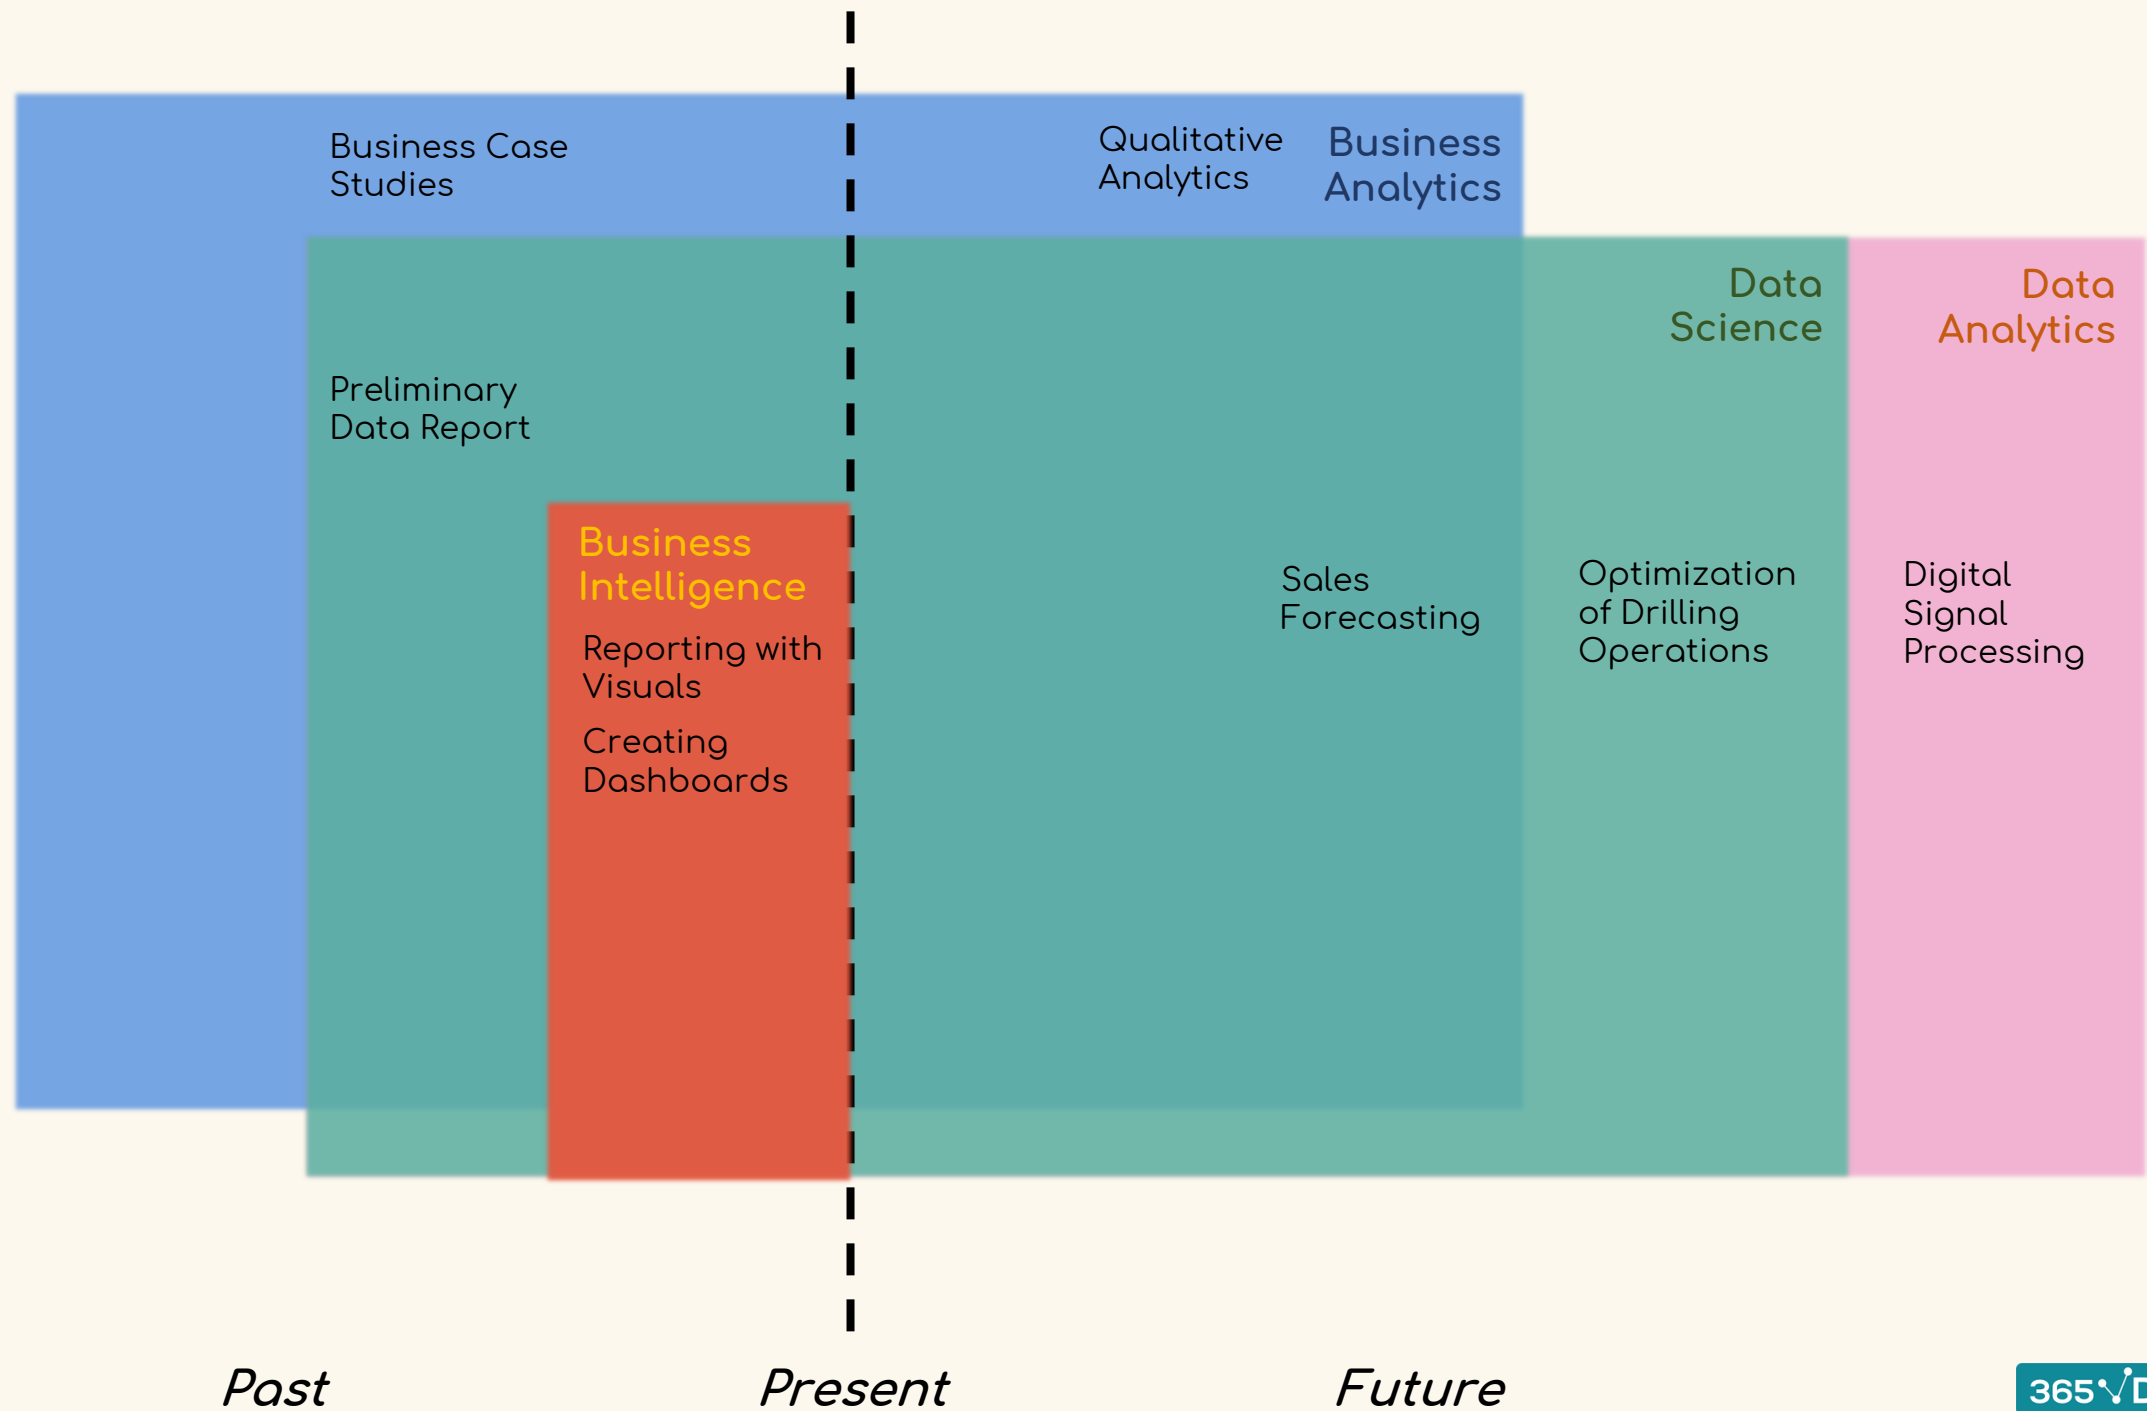 Business Case
Studies
Qualitative
Analytics
Business
Analytics
Data
Science
Data
Analytics
Preliminary
Data Report
Business
Intelligence
Reporting with
Visuals
Creating
Dashboards
Sales
Forecasting
Optimization
of Drilling
Operations
Digital
Signal
Processing
Past
Present
Future
365 D